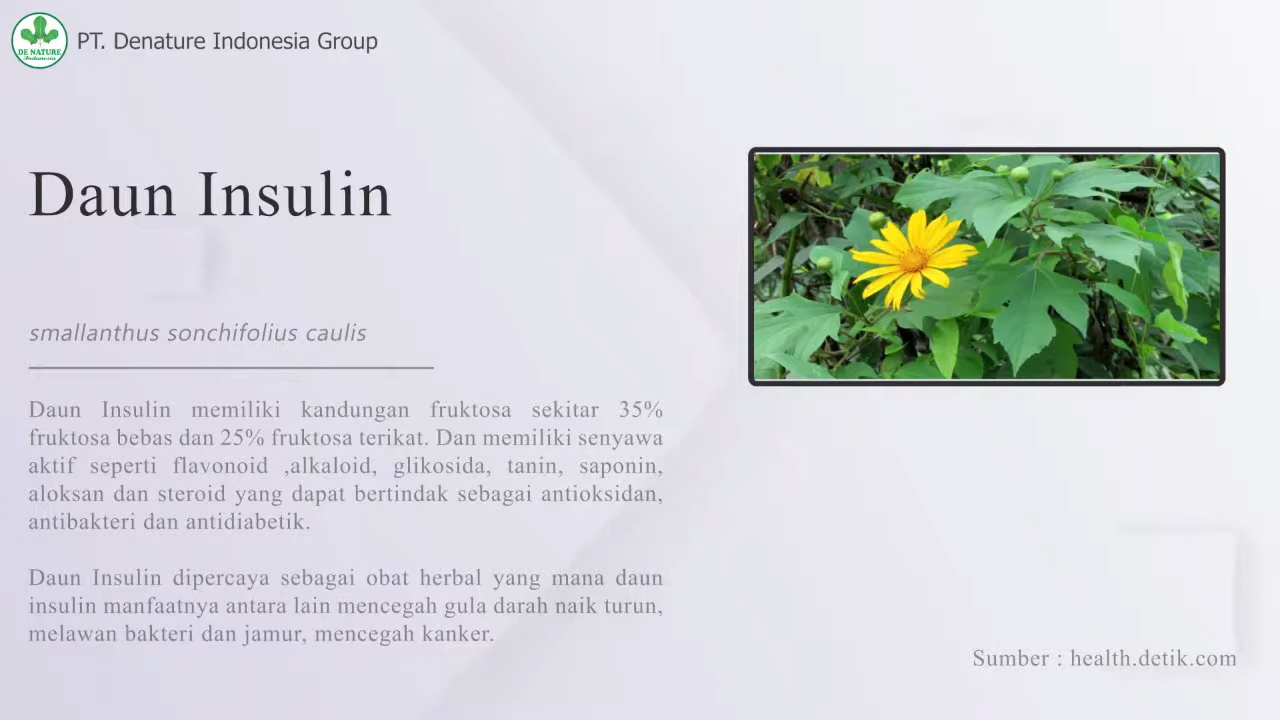 DE NATURE
Indonesia
PT. Denature Indonesia Group
Daun Insulin
smallanthus sonchifolius caulis
Daun Insulin memiliki kandungan fruktosa sekitar 35%
fruktosa bebas dan 25% fruktosa terikat. Dan memiliki senyawa
aktif seperti flavonoid ,alkaloid, glikosida, tanin, saponin,
aloksan dan steroid yang dapat bertindak sebagai antioksidan,
antibakteri dan antidiabetik.
Daun Insulin dipercaya sebagai obat herbal yang mana daun
insulin manfaatnya antara lain mencegah gula darah naik turun,
melawan bakteri dan jamur, mencegah kanker.
Sumber : health.detik.com